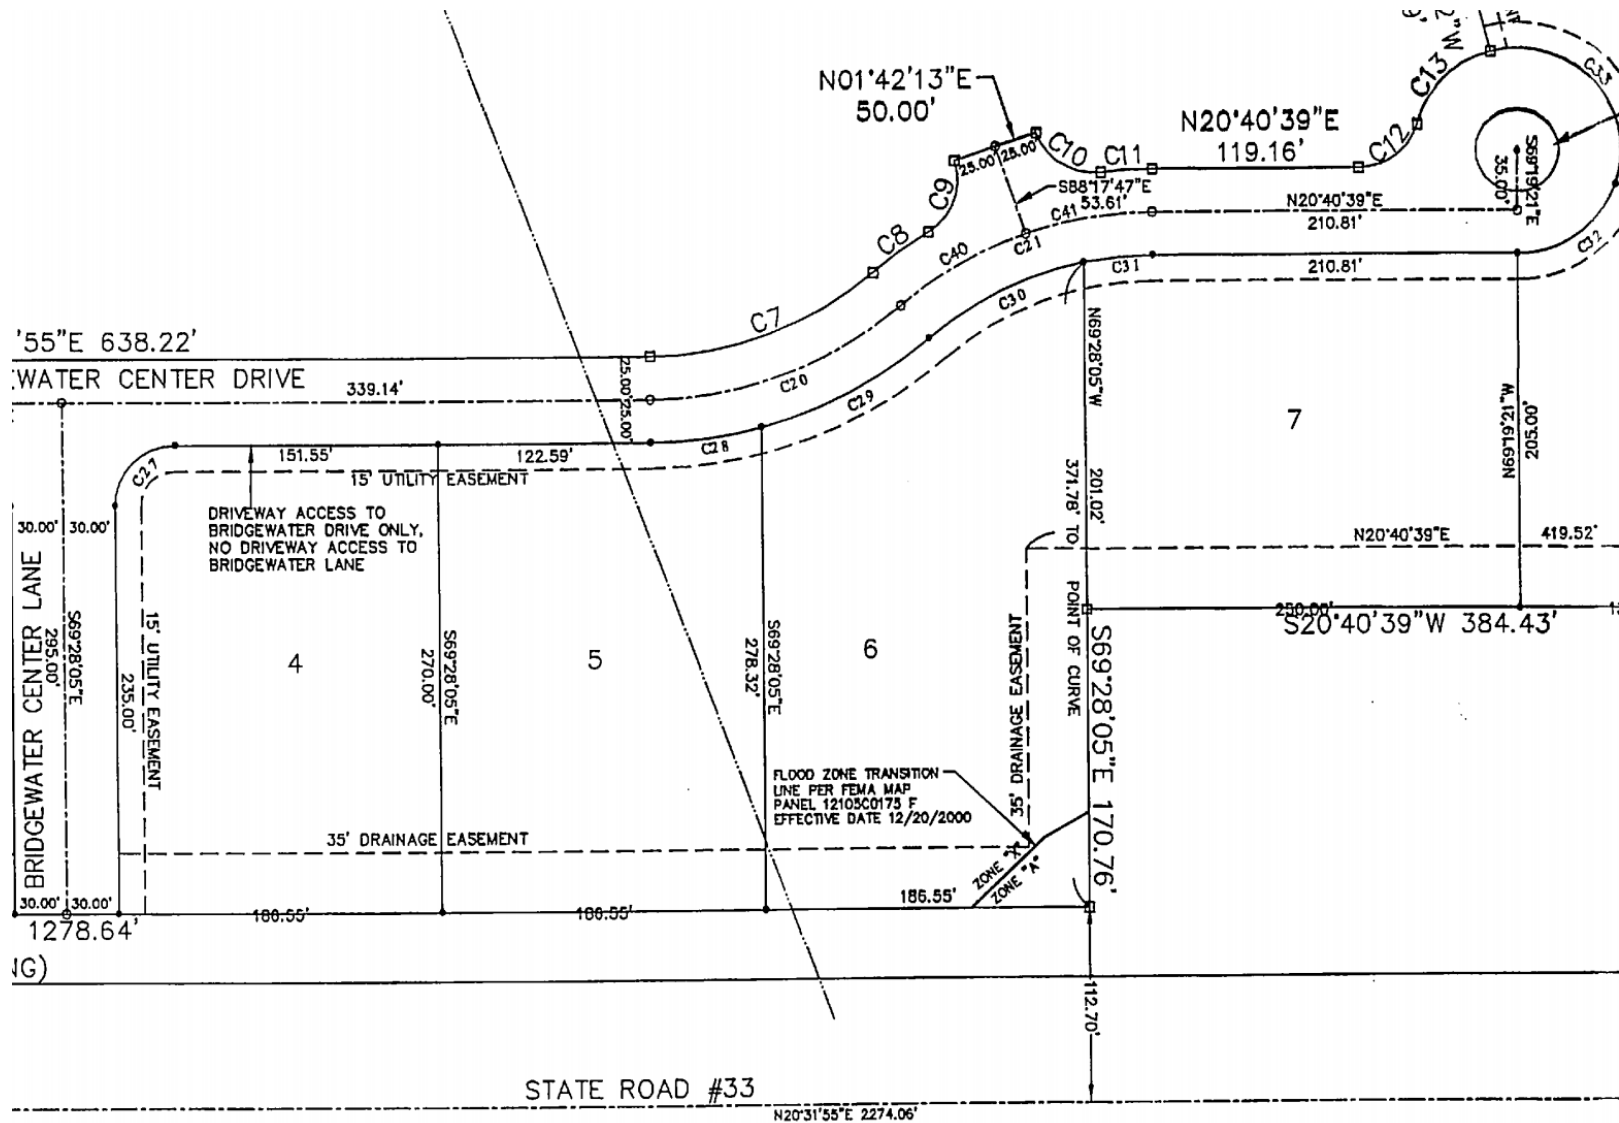 N01°42'13"E
50.00'
C13
C33
N20°40'39"E
119.16'
C12
S69°19'21"E
35.00'
25.00'
25.00'
C10
C11
C9
S88°17'47"E
53.61'
C41
C21
N20°40'39"E
210.81'
C8
C40
C31
210.81'
C32
C30
C7
'55"E 638.22'
EWATER CENTER DRIVE
339.14'
25.00'
25.00'
C20
C29
C28
N69°28'05"W
201.02'
371.78' TO
POINT OF CURVE
7
N69°19'21"W
205.00'
C27
151.55'
122.59'
15' UTILITY EASEMENT
DRIVEWAY ACCESS TO
BRIDGEWATER DRIVE ONLY,
NO DRIVEWAY ACCESS TO
BRIDGEWATER LANE
30.00'
30.00'
BRIDGEWATER CENTER LANE
S69°28'05"E
295.00'
235.00'
15' UTILITY EASEMENT
4
S69°28'05"E
270.00'
5
S69°28'05"E
278.32'
6
N20°40'39"E
419.52'
250.00'
S20°40'39"W 384.43'
35' DRAINAGE EASEMENT
S69°28'05"E 170.76'
FLOOD ZONE TRANSITION
LINE PER FEMA MAP
PANEL 12105C0175 F
EFFECTIVE DATE 12/20/2000
35' DRAINAGE EASEMENT
ZONE "X"
ZONE "A"
30.00'
30.00'
186.55'
186.55'
186.55'
1278.64'
NG)
112.70'
STATE ROAD #33
N20°31'55"E 2274.06'